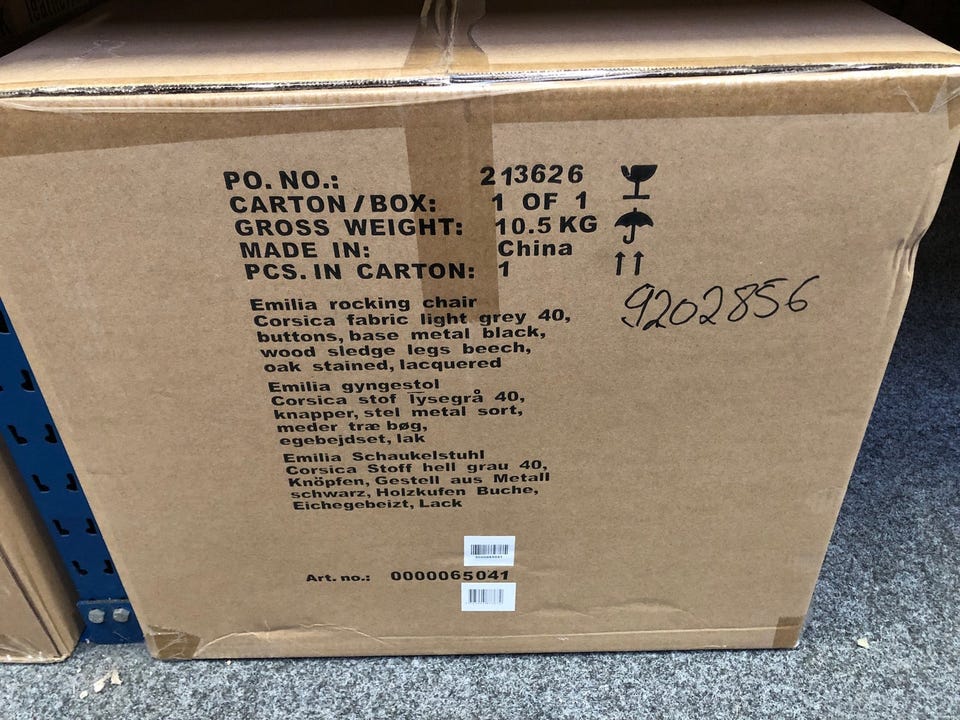 PO. NO.: 213626
CARTON/BOX: 1 OF 1
GROSS WEIGHT: 10.5 KG
MADE IN: China
PCS. IN CARTON: 1
9202856
Emilia rocking chair
Corsica fabric light grey 40,
buttons, base metal black,
wood sledge legs beech,
oak stained, lacquered
Emilia gyngestol
Corsica stof lysegrå 40,
knapper, stel metal sort,
meder træ bøg,
egebejdset, lak
Emilia Schaukelstuhl
Corsica Stoff hell grau 40,
Knöpfen, Gestell aus Metall
schwarz, Holzkufen Buche,
Eichegebeizt, Lack
Art. no.: 0000065041